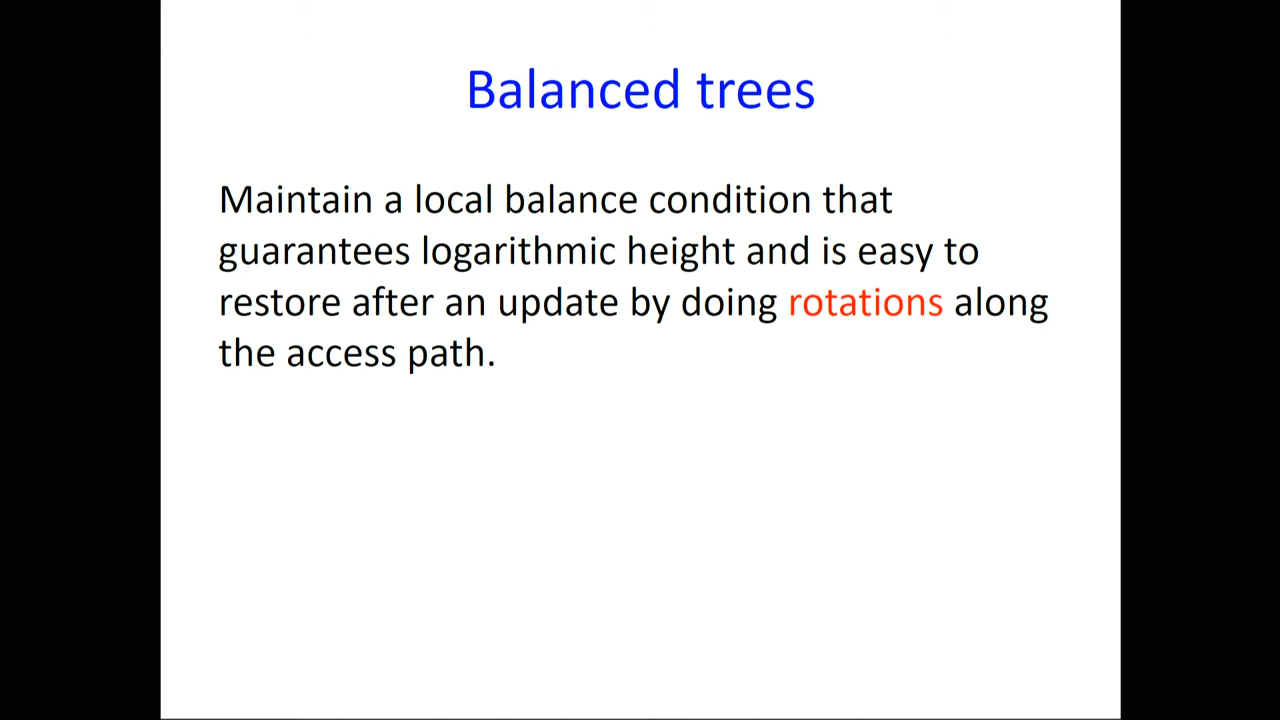 Balanced trees
Maintain a local balance condition that
guarantees logarithmic height and is easy to
restore after an update by doing rotations along
the access path.